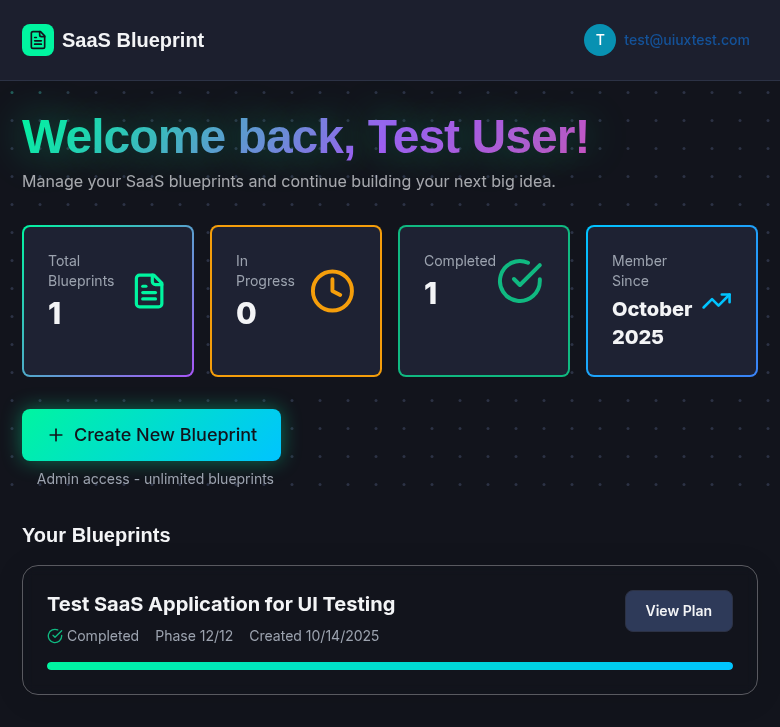 SaaS Blueprint
T test@uiuxtest.com
Welcome back, Test User!
Manage your SaaS blueprints and continue building your next big idea.
Total
Blueprints
1
In
Progress
0
Completed
1
Member
Since
October
2025
Create New Blueprint
Admin access - unlimited blueprints
Your Blueprints
Test SaaS Application for UI Testing
View Plan
Completed Phase 12/12 Created 10/14/2025